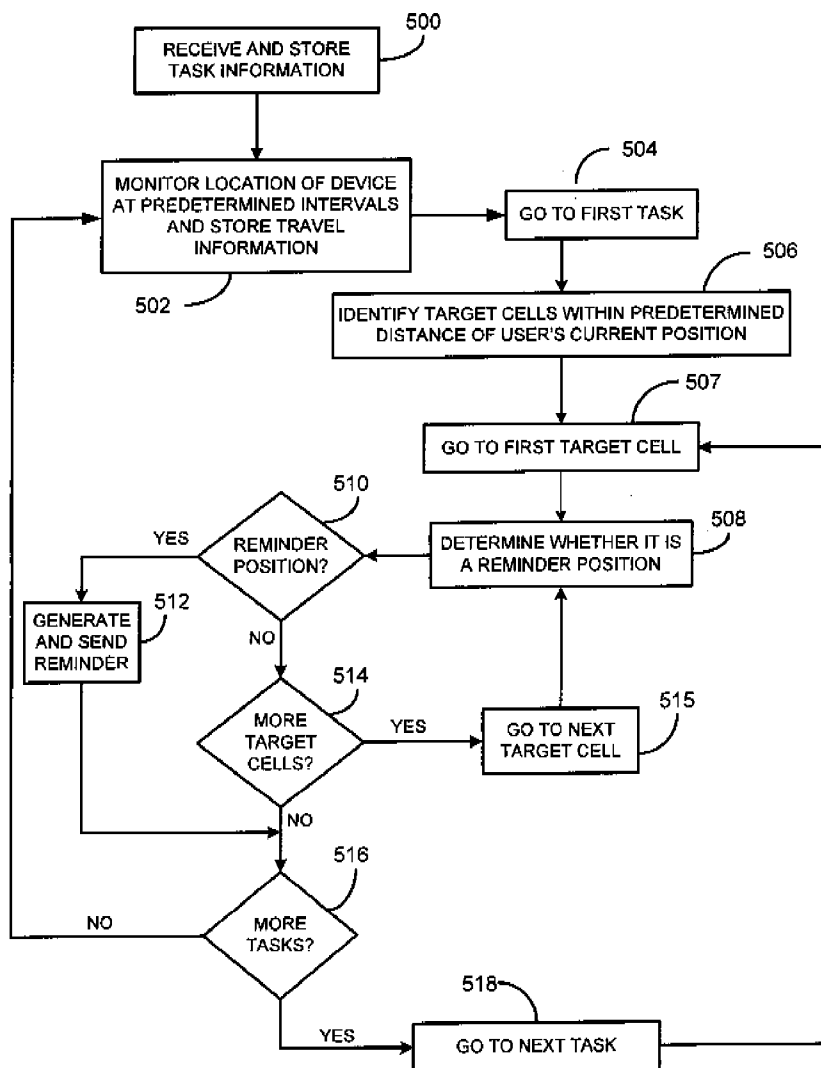 500
RECEIVE AND STORE
TASK INFORMATION
504
MONITOR LOCATION OF DEVICE
AT PREDETERMINED INTERVALS
AND STORE TRAVEL
INFORMATION
GO TO FIRST TASK
502
506
IDENTIFY TARGET CELLS WITHIN PREDETERMINED
DISTANCE OF USER'S CURRENT POSITION
507
GO TO FIRST TARGET CELL
510
YES
REMINDER
POSITION?
DETERMINE WHETHER IT IS
A REMINDER POSITION
508
512
GENERATE
AND SEND
REMINDER
NO
514
MORE
TARGET
CELLS?
YES
GO TO NEXT
TARGET CELL
515
NO
516
NO
MORE
TASKS?
518
YES
GO TO NEXT TASK